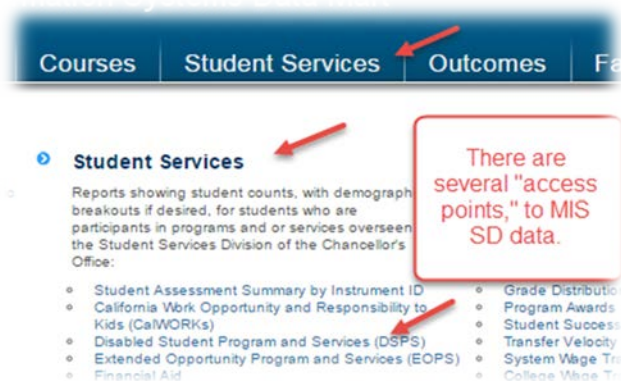 Courses
Student Services
Outcomes
Student Services
Reports showing student counts, with demograph
breakouts if desired, for students who are
participants in programs and or services overseen
the Student Services Division of the Chancellor's
Office:
Student Assessment Summary by Instrument ID
California Work Opportunity and Responsibility to
Kids (CalWORKs)
Disabled Student Program and Services (DSPS)
Extended Opportunity Program and Services (EOPS)
Financial Aid
There are
several "access
points," to MIS
SD data.
Grade Distributio
Program Awards
Student Success
Transfer Velocity
System Wage Tra
College Wage Tr